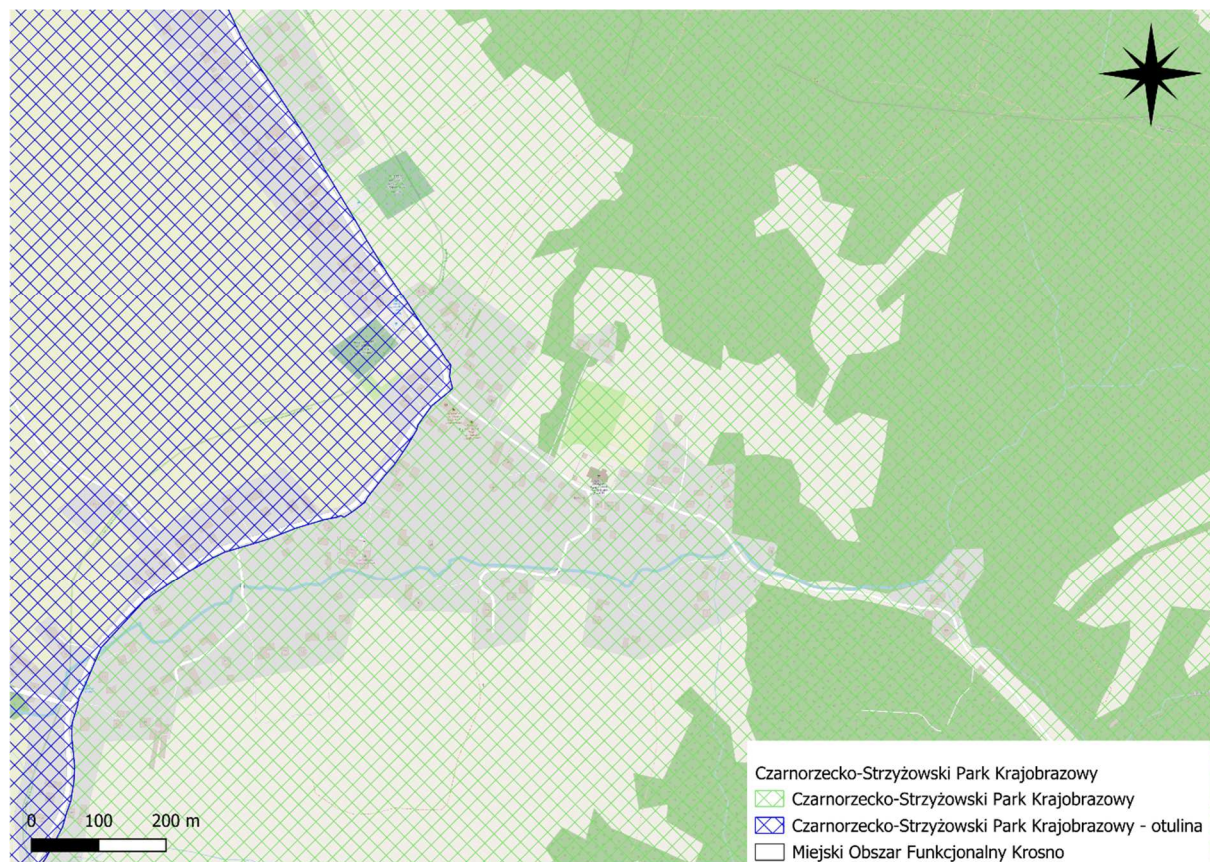 Czarnorzecko-Strzyżowski Park Krajobrazowy
Czarnorzecko-Strzyżowski Park Krajobrazowy
Czarnorzecko-Strzyżowski Park Krajobrazowy - otulina
Miejski Obszar Funkcjonalny Krosno
0 100 200 m